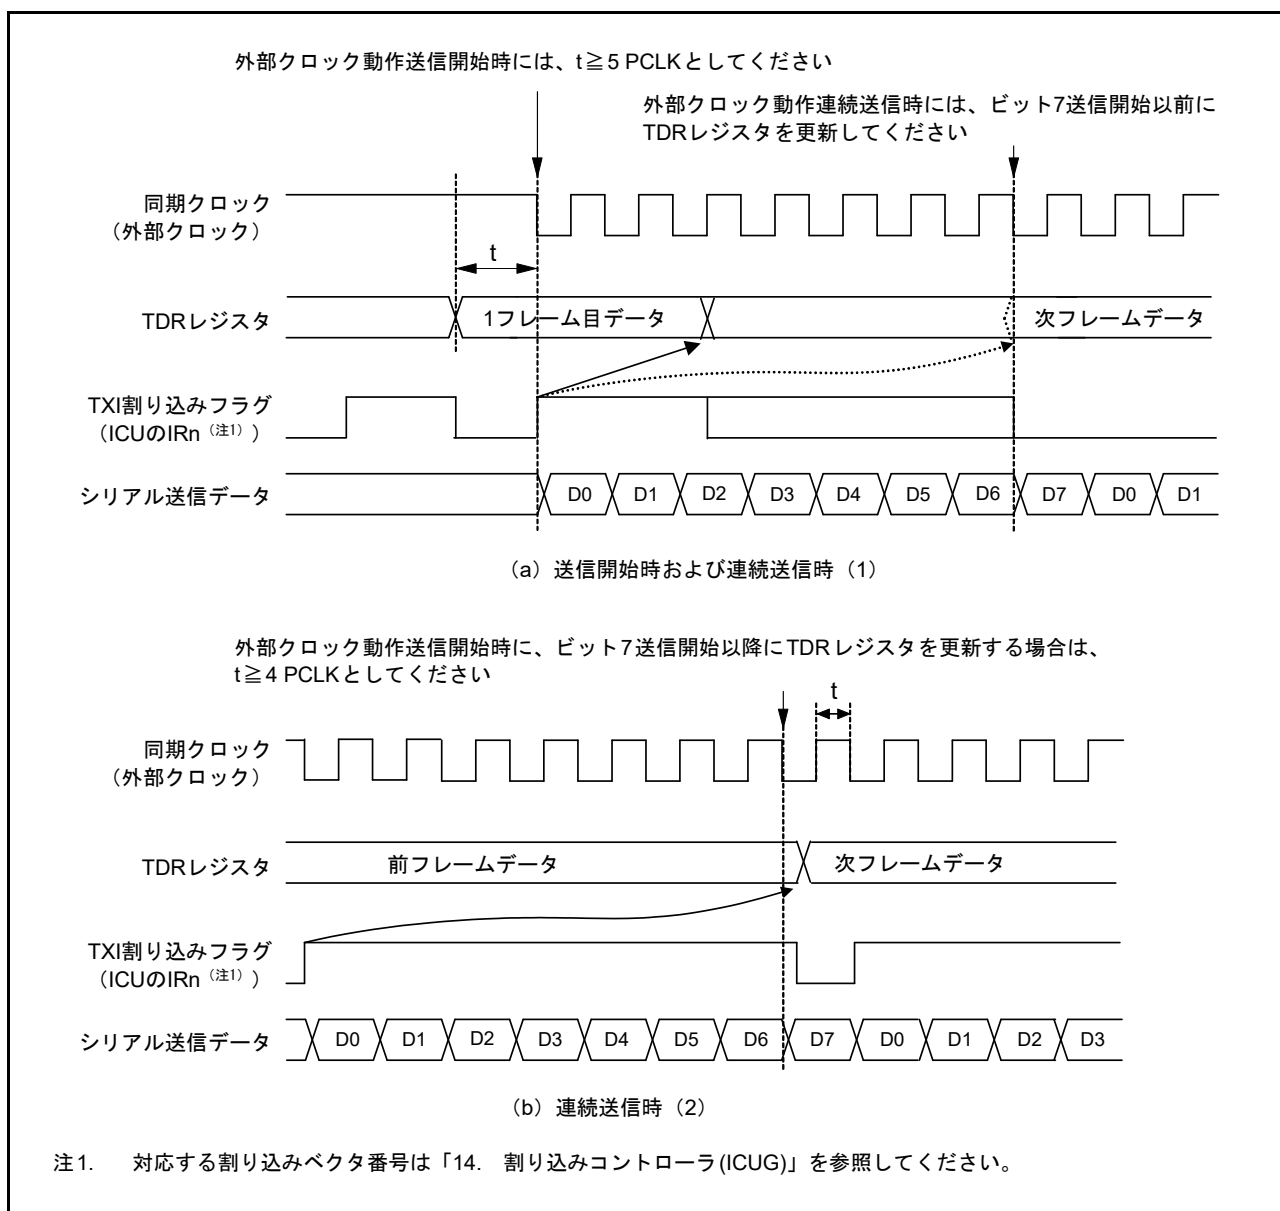 外部クロック動作送信開始時には、t≧5 PCLKとしてください
外部クロック動作連続送信時には、ビット7送信開始以前に
TDRレジスタを更新してください
同期クロック
（外部クロック）
t
TDRレジスタ
1フレーム目データ
次フレームデータ
TXI割り込みフラグ
（ICUのIRn（注1））
シリアル送信データ
D0 D1 D2 D3 D4 D5 D6 D7 D0 D1
（a）送信開始時および連続送信時（1）
外部クロック動作送信開始時に、ビット7送信開始以降にTDRレジスタを更新する場合は、
t≧4 PCLKとしてください
t
同期クロック
（外部クロック）
TDRレジスタ
前フレームデータ
次フレームデータ
TXI割り込みフラグ
（ICUのIRn（注1））
シリアル送信データ
D0 D1 D2 D3 D4 D5 D6 D7 D0 D1 D2 D3
（b）連続送信時（2）
注1. 対応する割り込みベクタ番号は「14. 割り込みコントローラ(ICUG)」を参照してください。